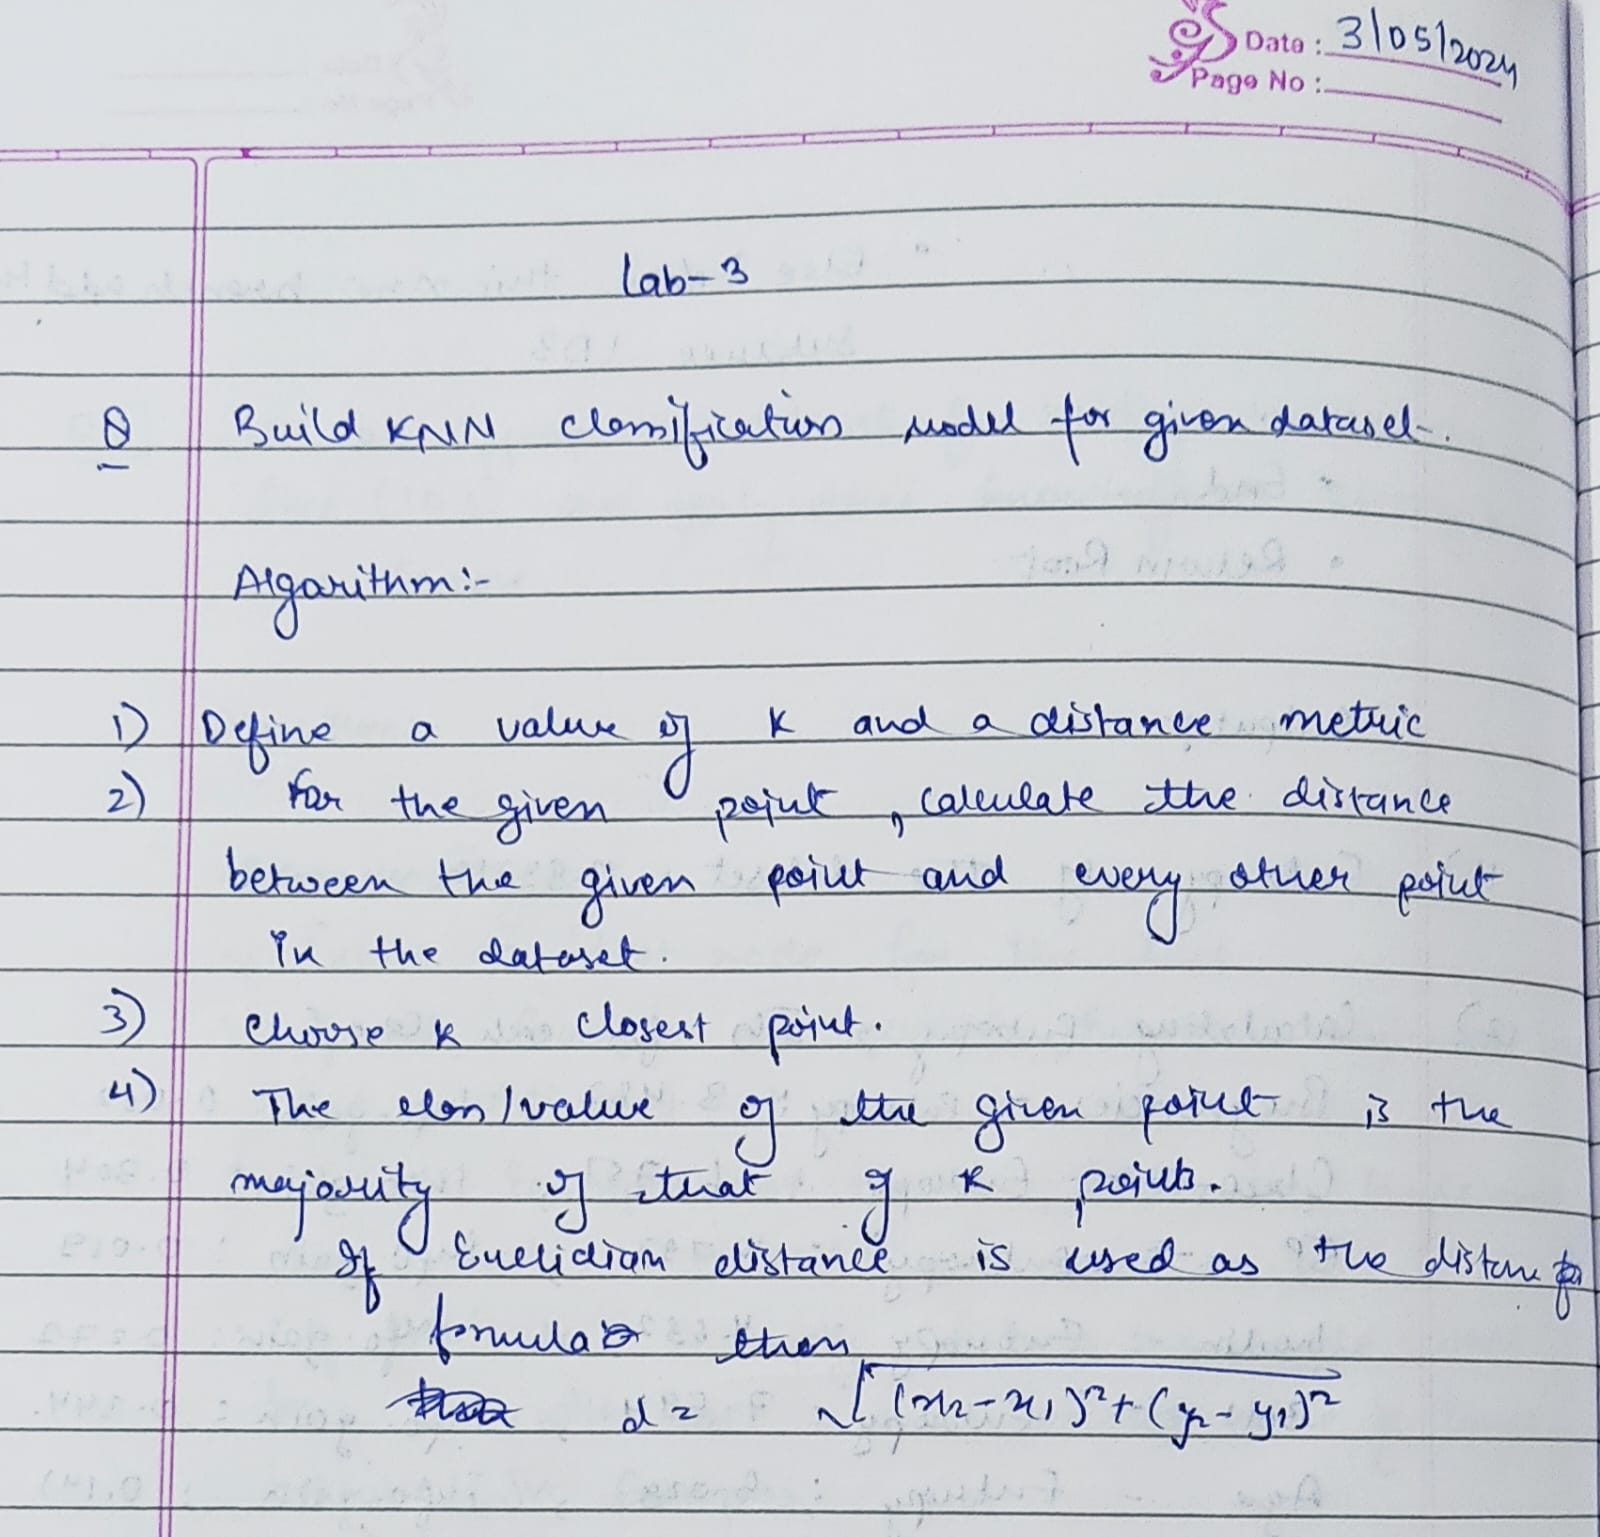 Date : 3/05/2024
Page No :
Lab-3
Q Build KNN classification model for given dataset.
Algorithm:-
1) Define a value of K and a distance metric
2) For the given point, calculate the distance
between the given point and every other point
in the dataset.
3) Choose K closest point.
4) The class/value of the given point is the
majority of that of K points.
If Euclidian distance is used as the distance
formula then
d = √(x₂-x₁)²+(y₂-y₁)²